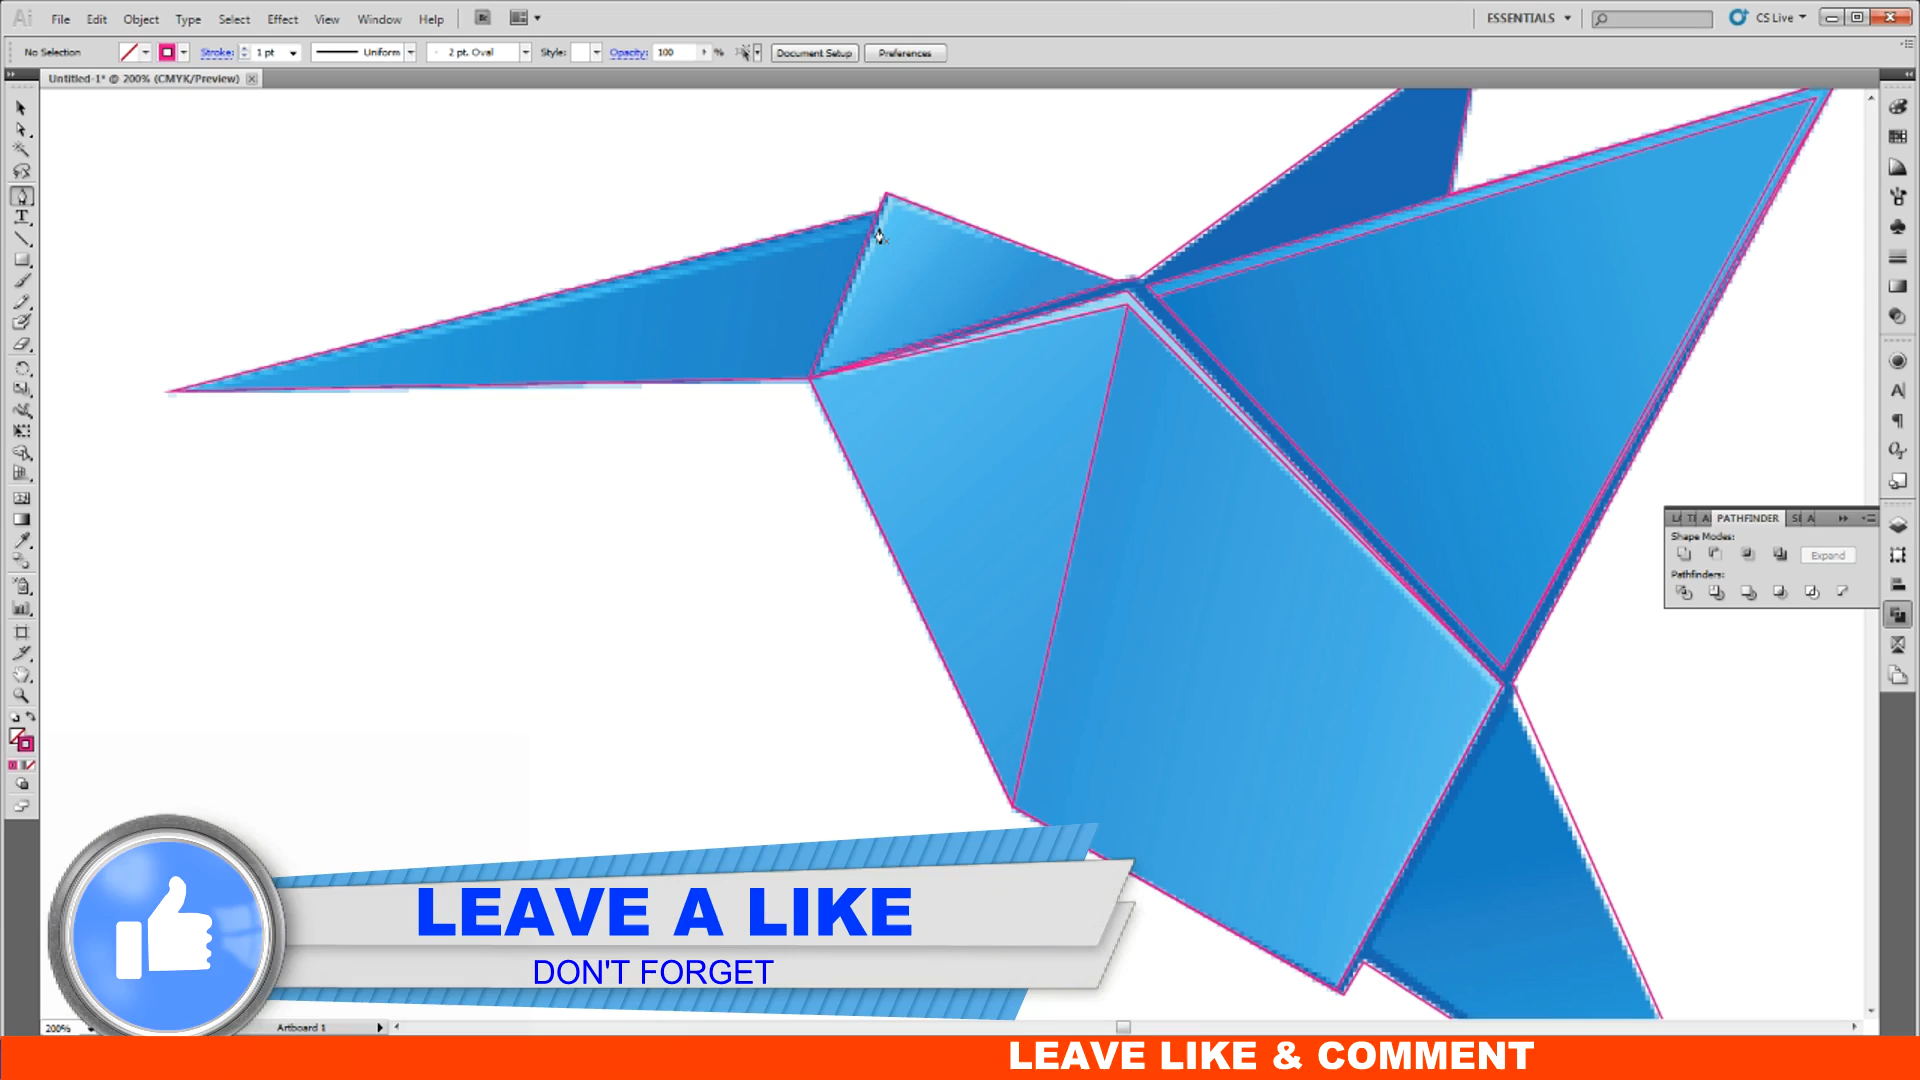 Ai File Edit Object Type Select Effect View Window Help Br ESSENTIALS CS Live
No Selection Stroke: 1 pt Uniform 2 pt. Oval Style: Opacity: 100 % Document Setup Preferences
Untitled-1* @ 200% (CMYK/Preview)
PATHFINDER
Shape Modes:
Expand
Pathfinders:
LEAVE A LIKE
DON'T FORGET
200% Artboard 1
LEAVE LIKE & COMMENT